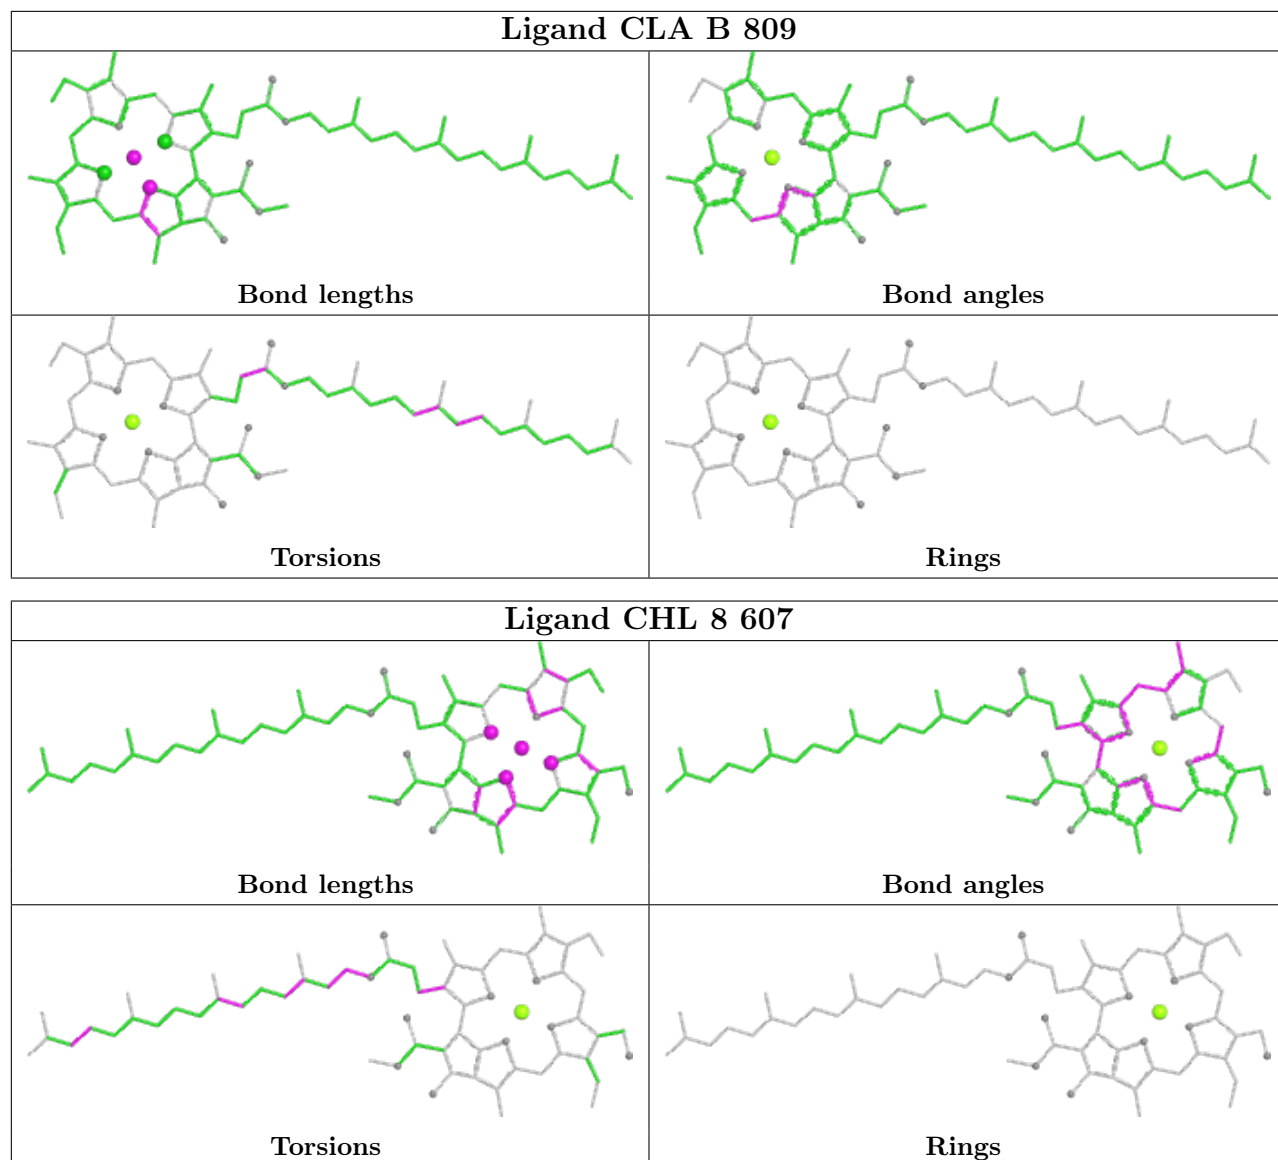 Ligand CLA B 809
Bond lengths
Bond angles
Torsions
Rings
Ligand CHL 8 607
Bond lengths
Bond angles
Torsions
Rings